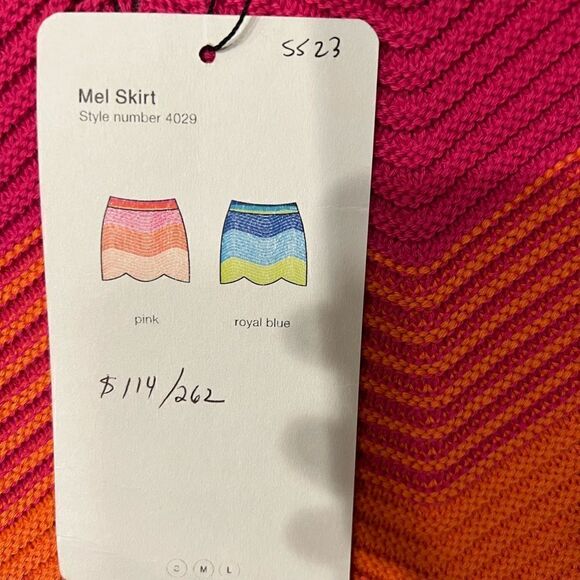 SS23
Mel Skirt
Style number 4029
pink
royal blue
$114/262
S M L